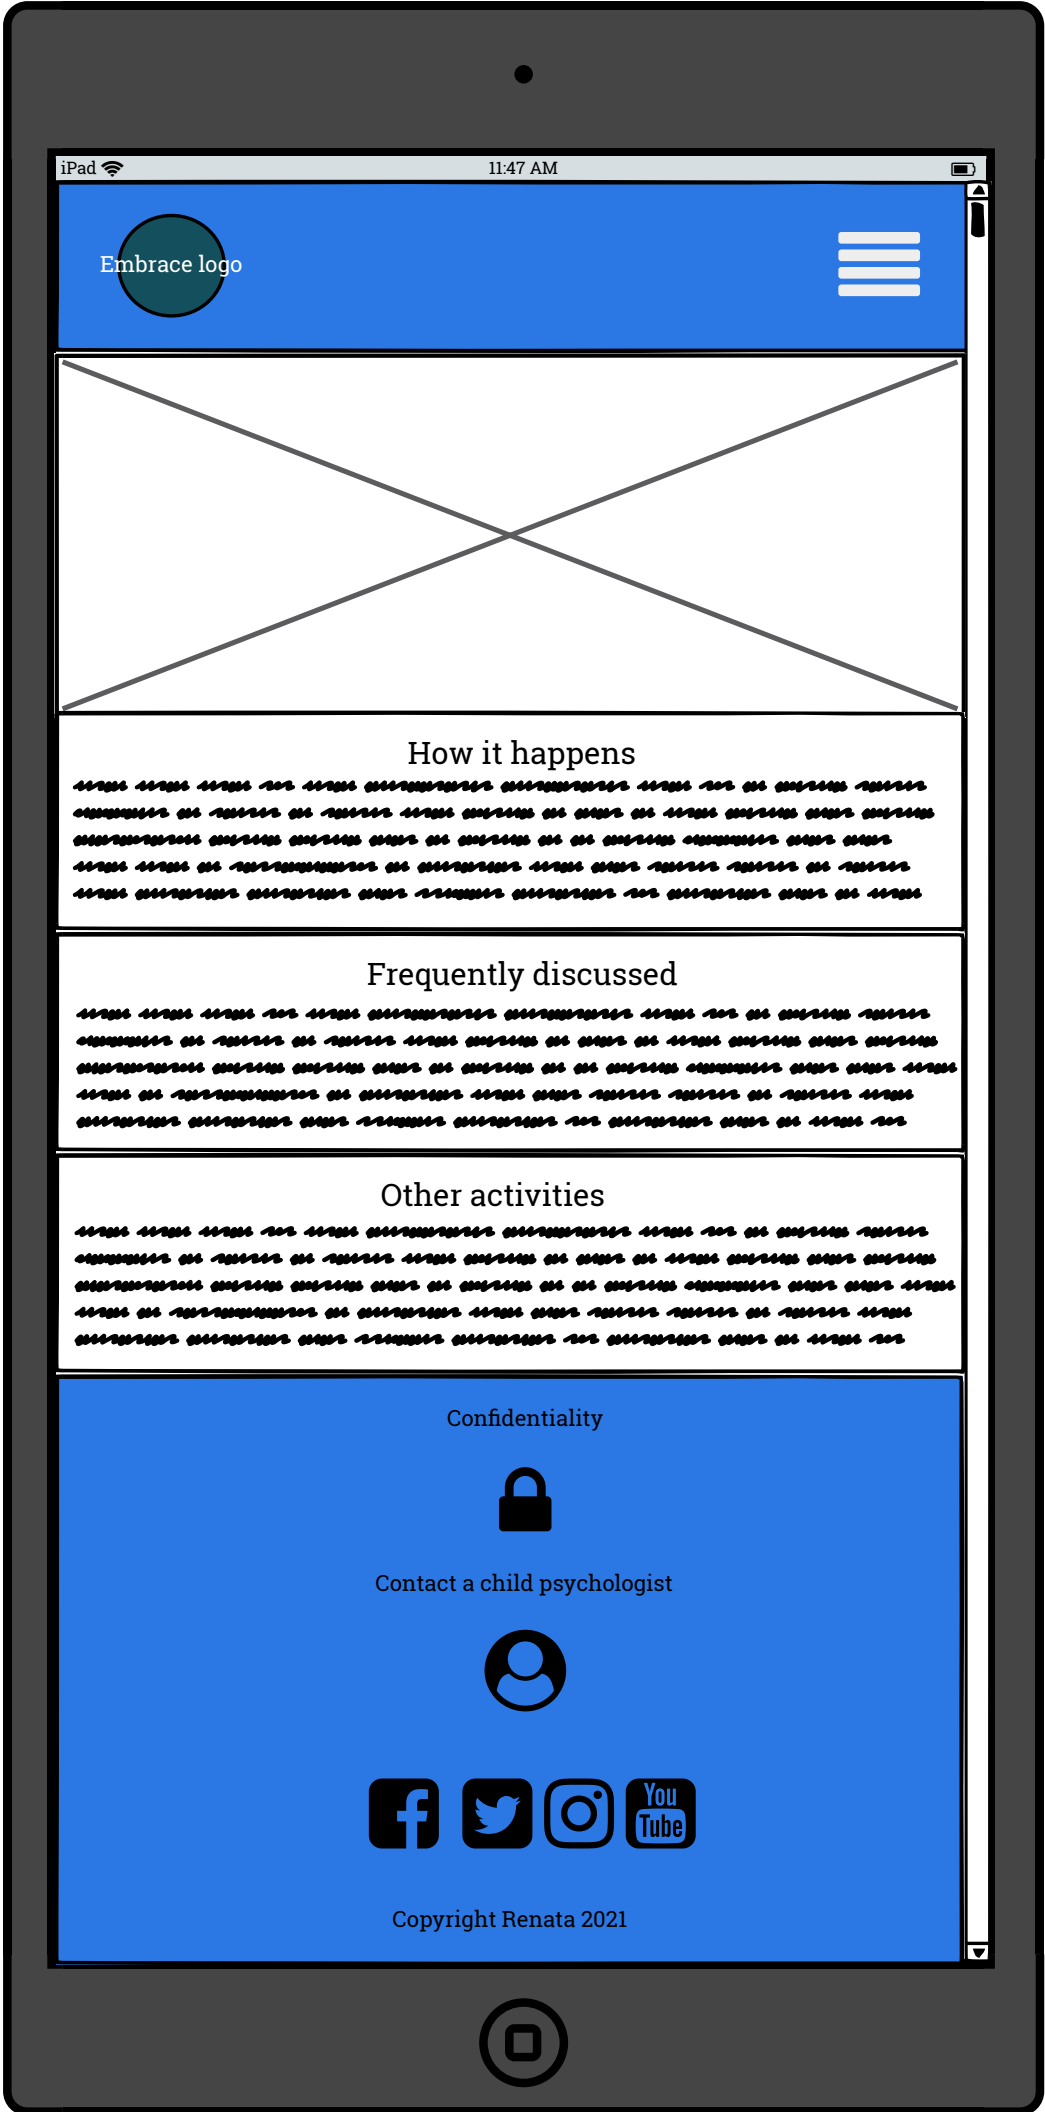 iPad
11:47 AM
Embrace logo
How it happens
Frequently discussed
Other activities
Confidentiality
Contact a child psychologist
You
Tube
Copyright Renata 2021